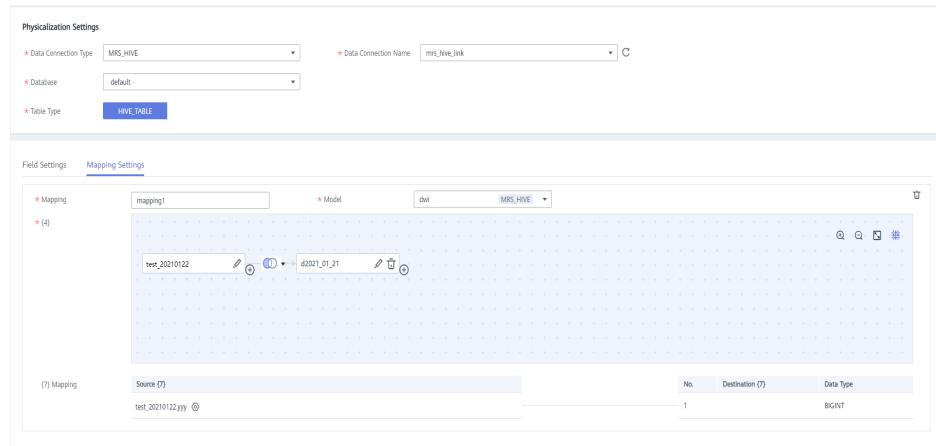 Physicalization Settings
* Data Connection Type MRS_HIVE * Data Connection Name mrs_hive_link
* Database -default -
* Table Type HIVE_TABLE
Field Settings Mapping Settings
* Mapping mapping1 * Model dwi MRS_HIVE
* {4}
test_20210122 d2021_01_21
{7} Mapping Source {7} No. Destination {7} Data Type
test_20210122.yyy 1 BIGINT